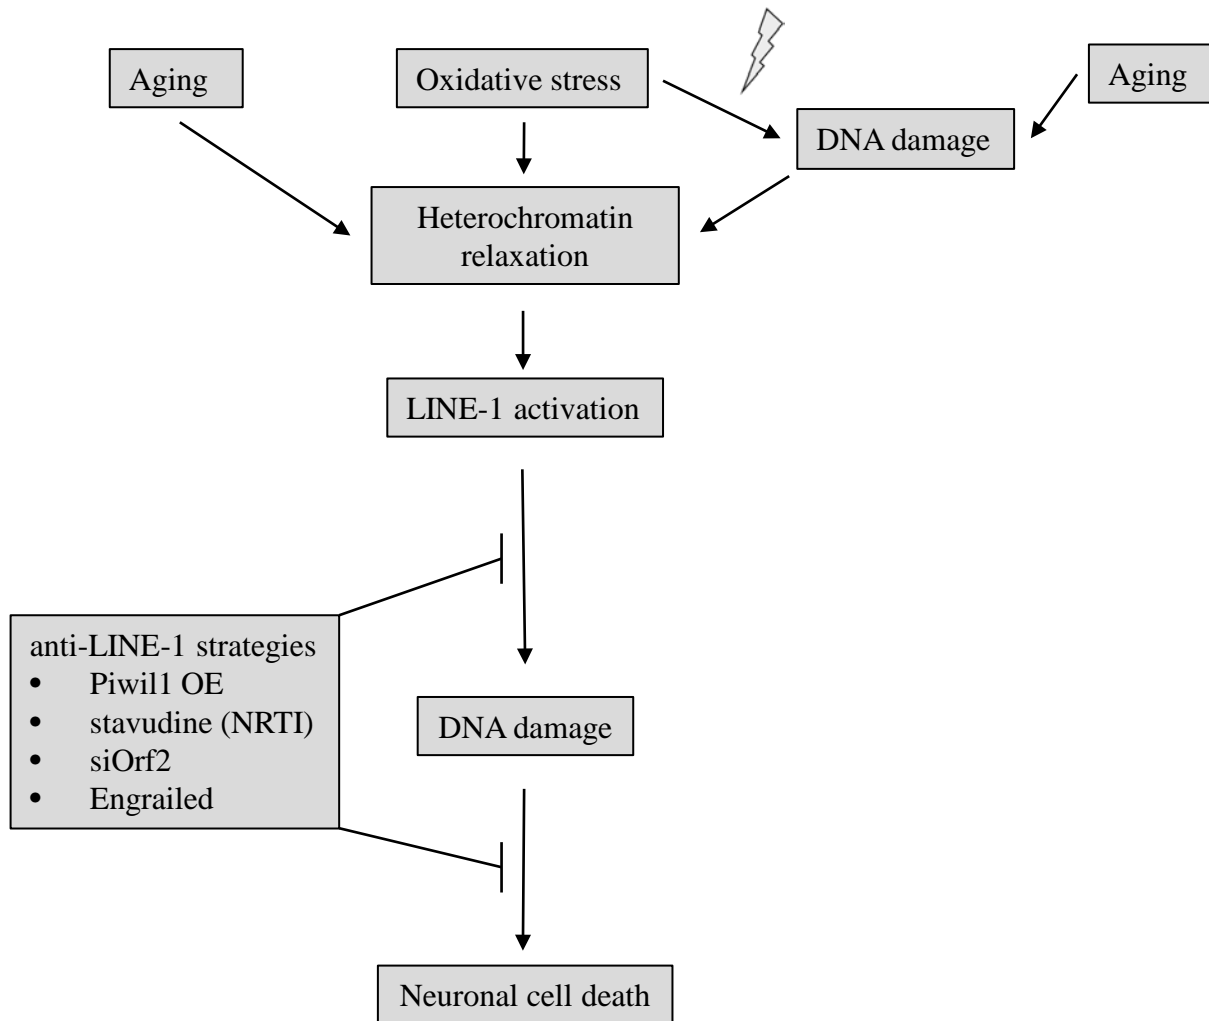 Aging
Oxidative stress
Aging
DNA damage
Heterochromatin
relaxation
LINE-1 activation
anti-LINE-1 strategies
• Piwil1 OE
• stavudine (NRTI)
• siOrf2
• Engrailed
DNA damage
Neuronal cell death